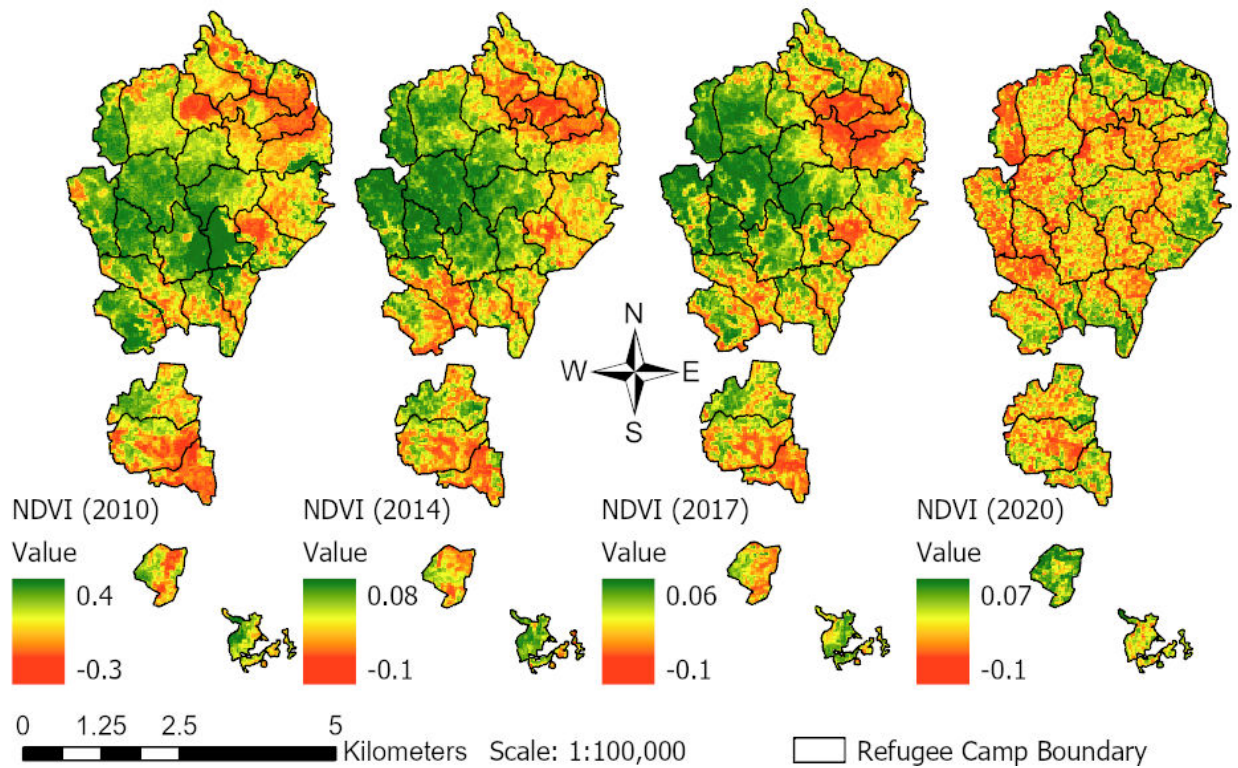 N
W E
S
NDVI (2010) NDVI (2014) NDVI (2017) NDVI (2020)
Value Value Value Value
0.4 0.08 0.06 0.07
-0.3 -0.1 -0.1 -0.1
0 1.25 2.5 5
Kilometers Scale: 1:100,000 Refugee Camp Boundary